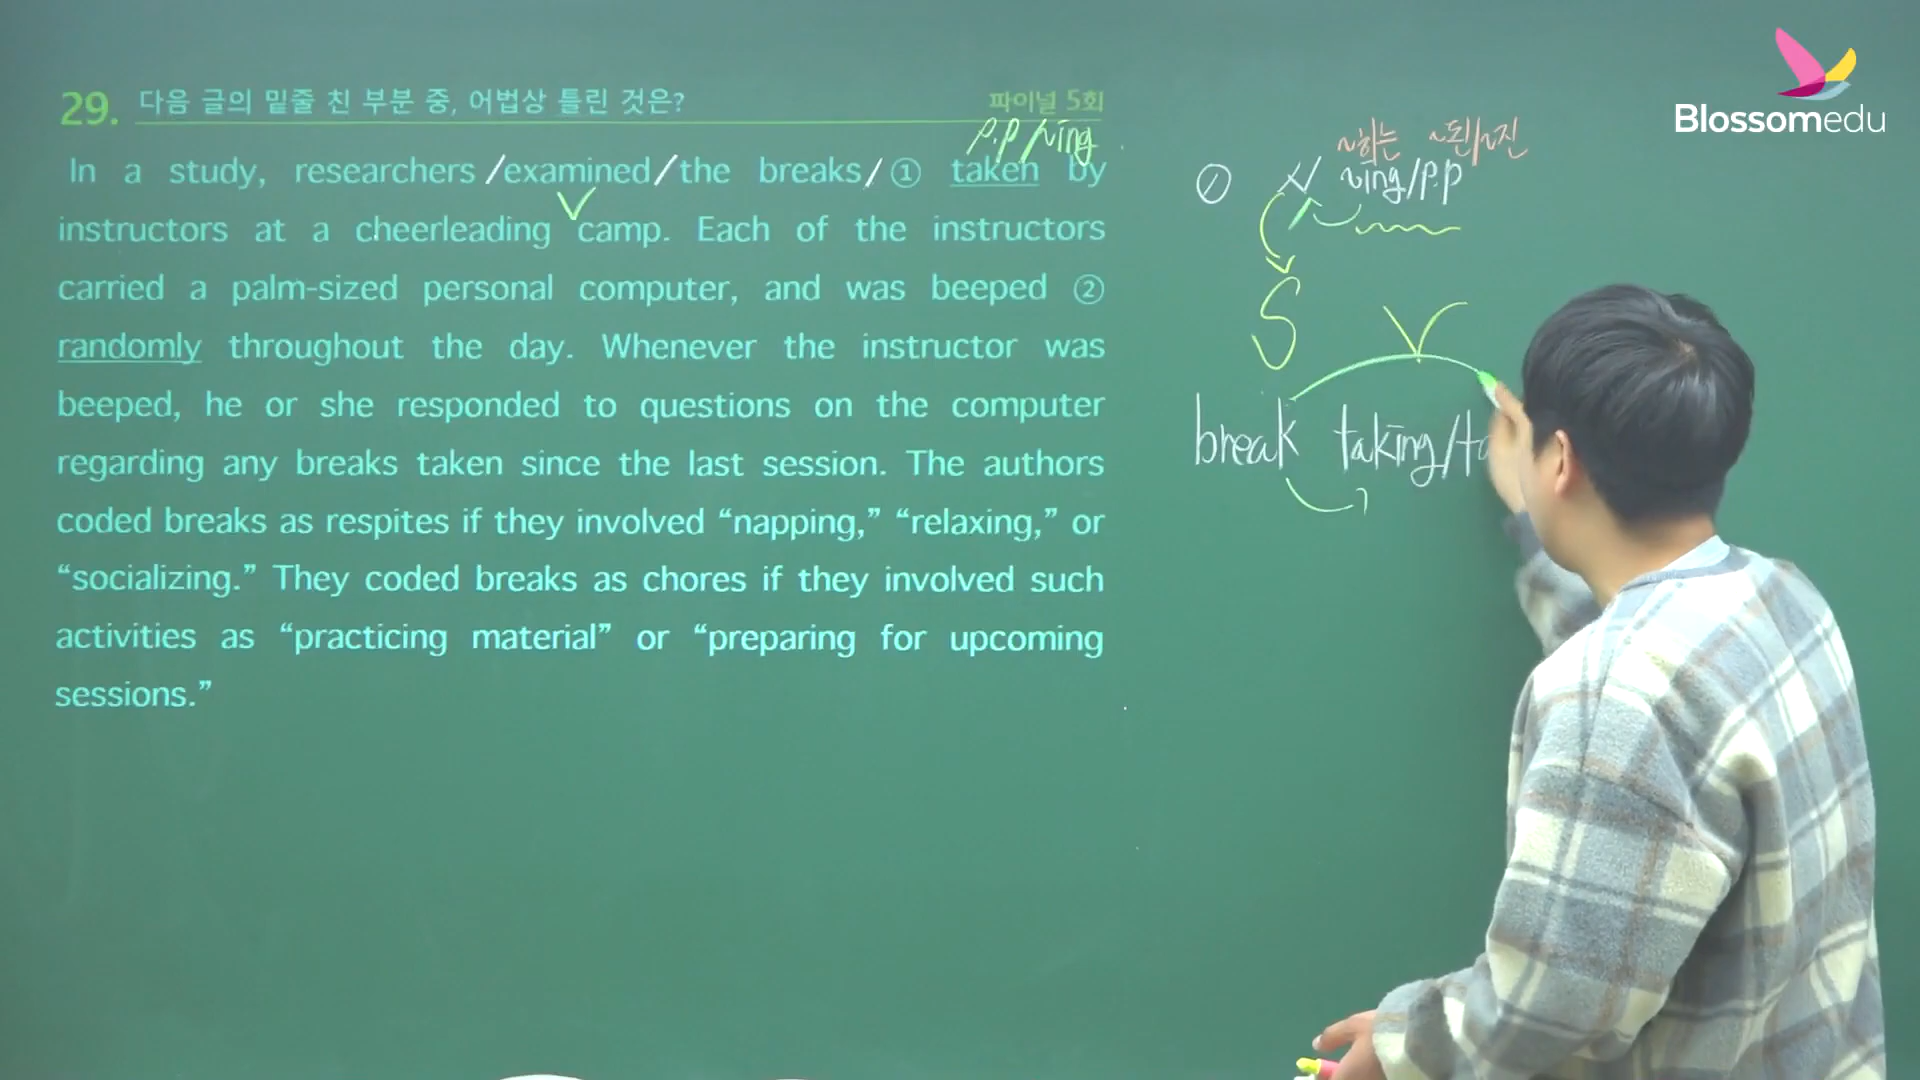 29. 다음 글의 밑줄 친 부분 중, 어법상 틀린 것은?
파이널 5회
p.p/~ing
In a study, researchers /examined/the breaks/ ① taken by
instructors at a cheerleading camp. Each of the instructors
carried a palm-sized personal computer, and was beeped ②
randomly throughout the day. Whenever the instructor was
beeped, he or she responded to questions on the computer
regarding any breaks taken since the last session. The authors
coded breaks as respites if they involved “napping,” “relaxing,” or
“socializing.” They coded breaks as chores if they involved such
activities as “practicing material” or “preparing for upcoming
sessions.”
~하는 ~된/~진
① N ~ing/p.p
S V
break taking/ta
Blossomedu